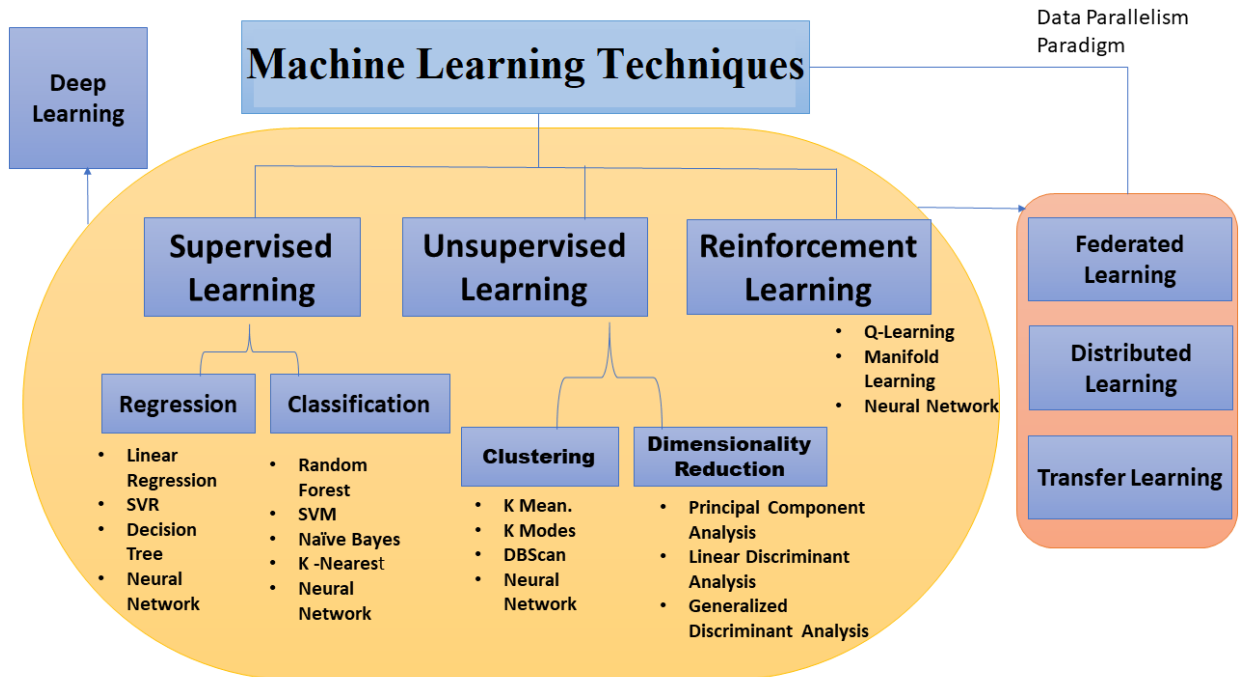 Data Parallelism
Paradigm
Machine Learning Techniques
Deep
Learning
Supervised
Learning
Unsupervised
Learning
Reinforcement
Learning
Federated
Learning
Distributed
Learning
Transfer Learning
• Q-Learning
• Manifold
Learning
• Neural Network
Regression
Classification
Clustering
Dimensionality
Reduction
• Linear
Regression
• SVR
• Decision
Tree
• Neural
Network
• Random
Forest
• SVM
• Naïve Bayes
• K -Nearest
• Neural
Network
• K Mean.
• K Modes
• DBScan
• Neural
Network
• Principal Component
Analysis
• Linear Discriminant
Analysis
• Generalized
Discriminant Analysis